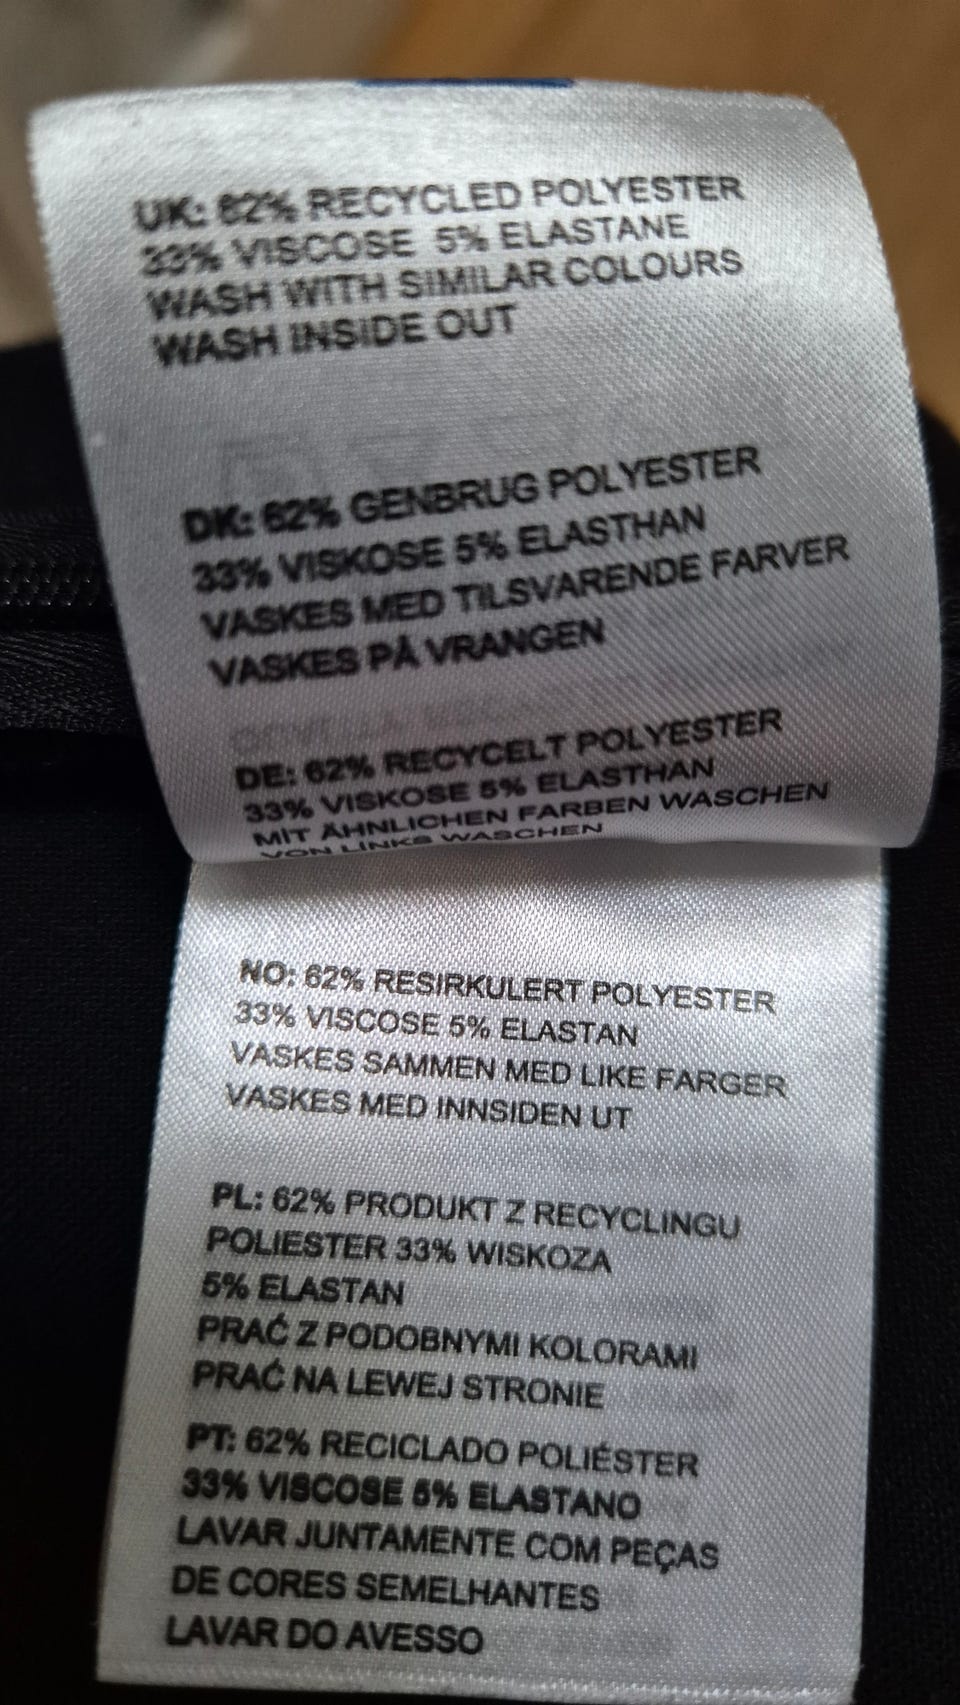 UK: 62% RECYCLED POLYESTER
33% VISCOSE 5% ELASTANE
WASH WITH SIMILAR COLOURS
WASH INSIDE OUT
DK: 62% GENBRUG POLYESTER
33% VISKOSE 5% ELASTHAN
VASKES MED TILSVARENDE FARVER
VASKES PÅ VRANGEN
DE: 62% RECYCELT POLYESTER
33% VISKOSE 5% ELASTHAN
MIT ÄHNLICHEN FARBEN WASCHEN
VON LINKS WASCHEN
NO: 62% RESIRKULERT POLYESTER
33% VISCOSE 5% ELASTAN
VASKES SAMMEN MED LIKE FARGER
VASKES MED INNSIDEN UT
PL: 62% PRODUKT Z RECYCLINGU
POLIESTER 33% WISKOZA
5% ELASTAN
PRAĆ Z PODOBNYMI KOLORAMI
PRAĆ NA LEWEJ STRONIE
PT: 62% RECICLADO POLIÉSTER
33% VISCOSE 5% ELASTANO
LAVAR JUNTAMENTE COM PEÇAS
DE CORES SEMELHANTES
LAVAR DO AVESSO